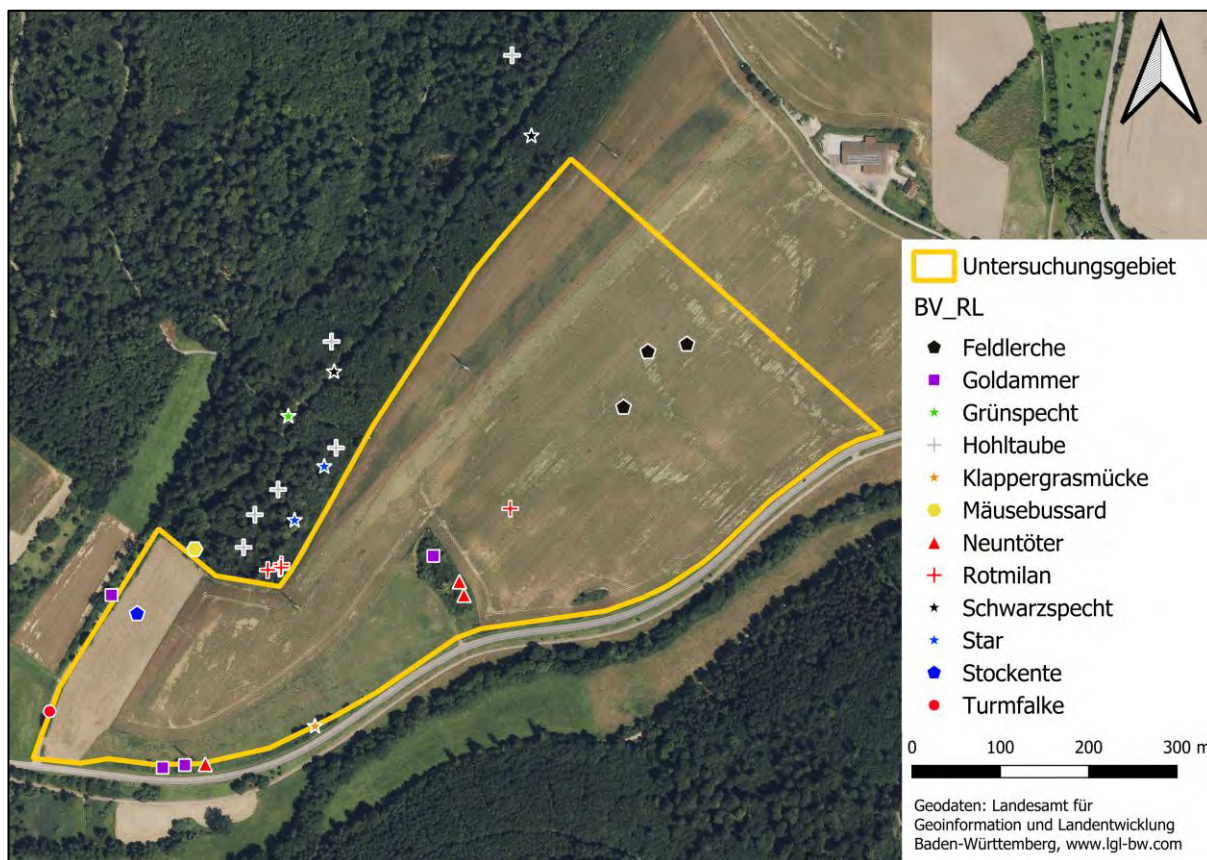 Untersuchungsgebiet
BV_RL
Feldlerche
Goldammer
Grünspecht
Hohltaube
Klappergrasmücke
Mäusebussard
Neuntöter
Rotmilan
Schwarzspecht
Star
Stockente
Turmfalke
0 100 200 300 m
Geodaten: Landesamt für
Geoinformation und Landentwicklung
Baden-Württemberg, www.lgl-bw.com